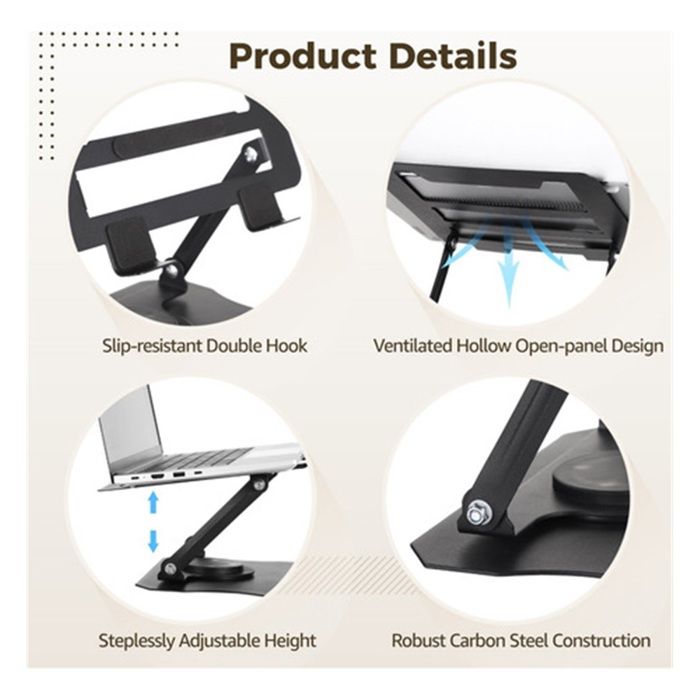 Product Details
Slip-resistant Double Hook
Ventilated Hollow Open-panel Design
Steplessly Adjustable Height
Robust Carbon Steel Construction